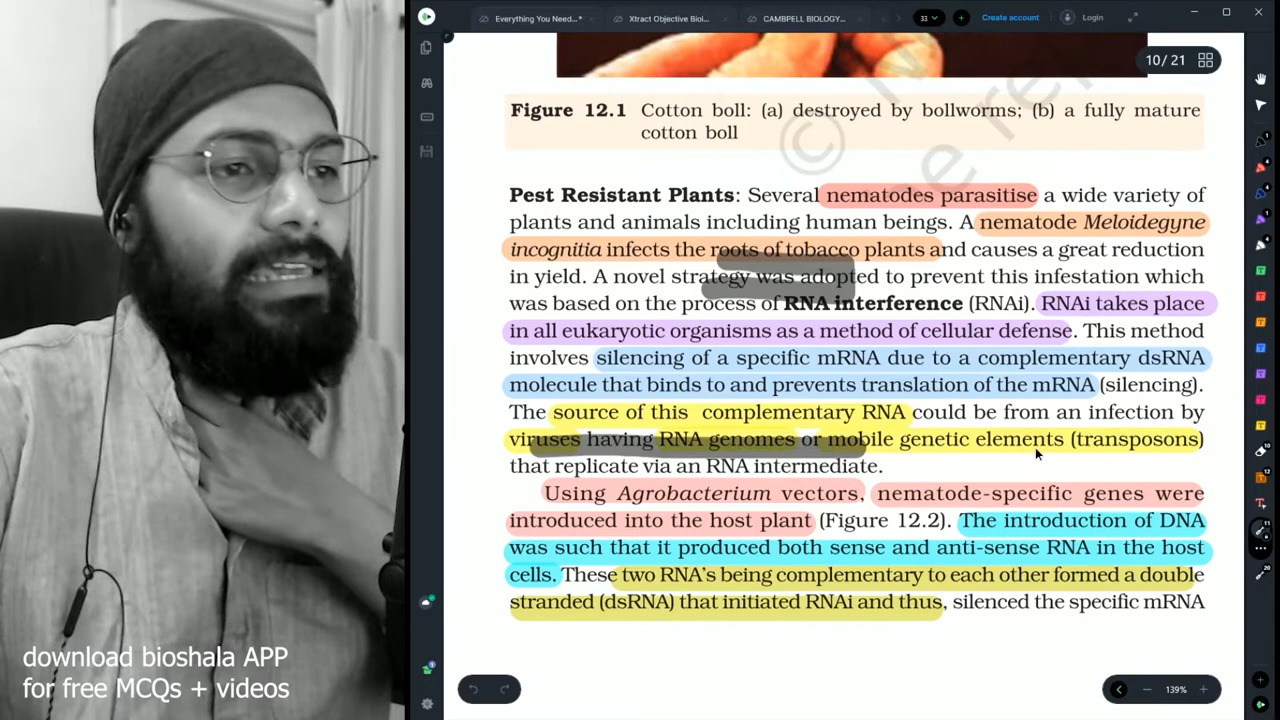 Everything You Need...*
Xtract Objective Biol...
CAMBPELL BIOLOGY...
33
Create account
Login
10/21
Figure 12.1 Cotton boll: (a) destroyed by bollworms; (b) a fully mature
cotton boll
Pest Resistant Plants: Several nematodes parasitise a wide variety of
plants and animals including human beings. A nematode Meloidegyne
incognitia infects the roots of tobacco plants and causes a great reduction
in yield. A novel strategy was adopted to prevent this infestation which
was based on the process of RNA interference (RNAi). RNAi takes place
in all eukaryotic organisms as a method of cellular defense. This method
involves silencing of a specific mRNA due to a complementary dsRNA
molecule that binds to and prevents translation of the mRNA (silencing).
The source of this complementary RNA could be from an infection by
viruses having RNA genomes or mobile genetic elements (transposons)
that replicate via an RNA intermediate.
Using Agrobacterium vectors, nematode-specific genes were
introduced into the host plant (Figure 12.2). The introduction of DNA
was such that it produced both sense and anti-sense RNA in the host
cells. These two RNA's being complementary to each other formed a double
stranded (dsRNA) that initiated RNAi and thus, silenced the specific mRNA
139%
download bioshala APP
for free MCQs + videos